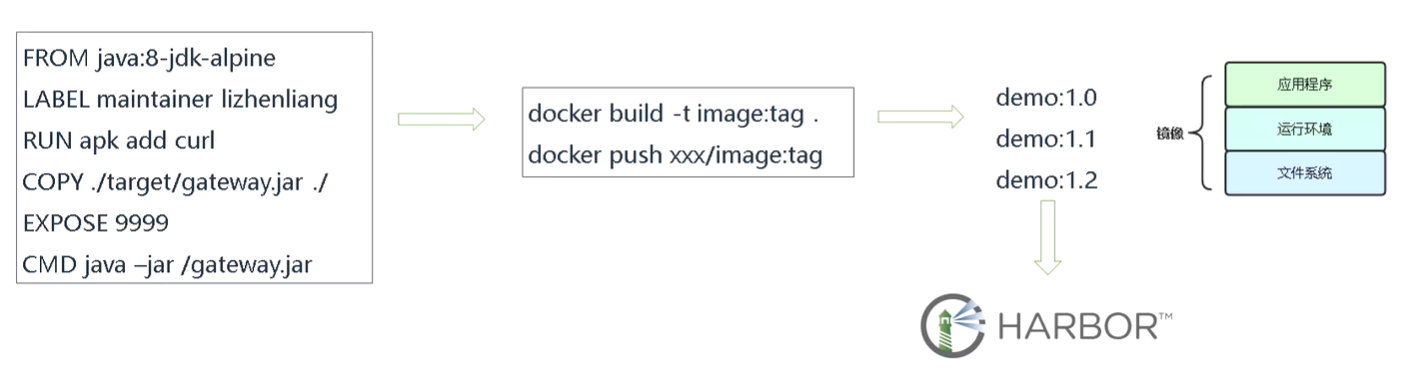 FROM java:8-jdk-alpine
LABEL maintainer lizhenliang
RUN apk add curl
COPY ./target/gateway.jar ./
EXPOSE 9999
CMD java –jar /gateway.jar
docker build -t image:tag .
docker push xxx/image:tag
demo:1.0
demo:1.1
demo:1.2
镜像
应用程序
运行环境
文件系统
HARBOR™